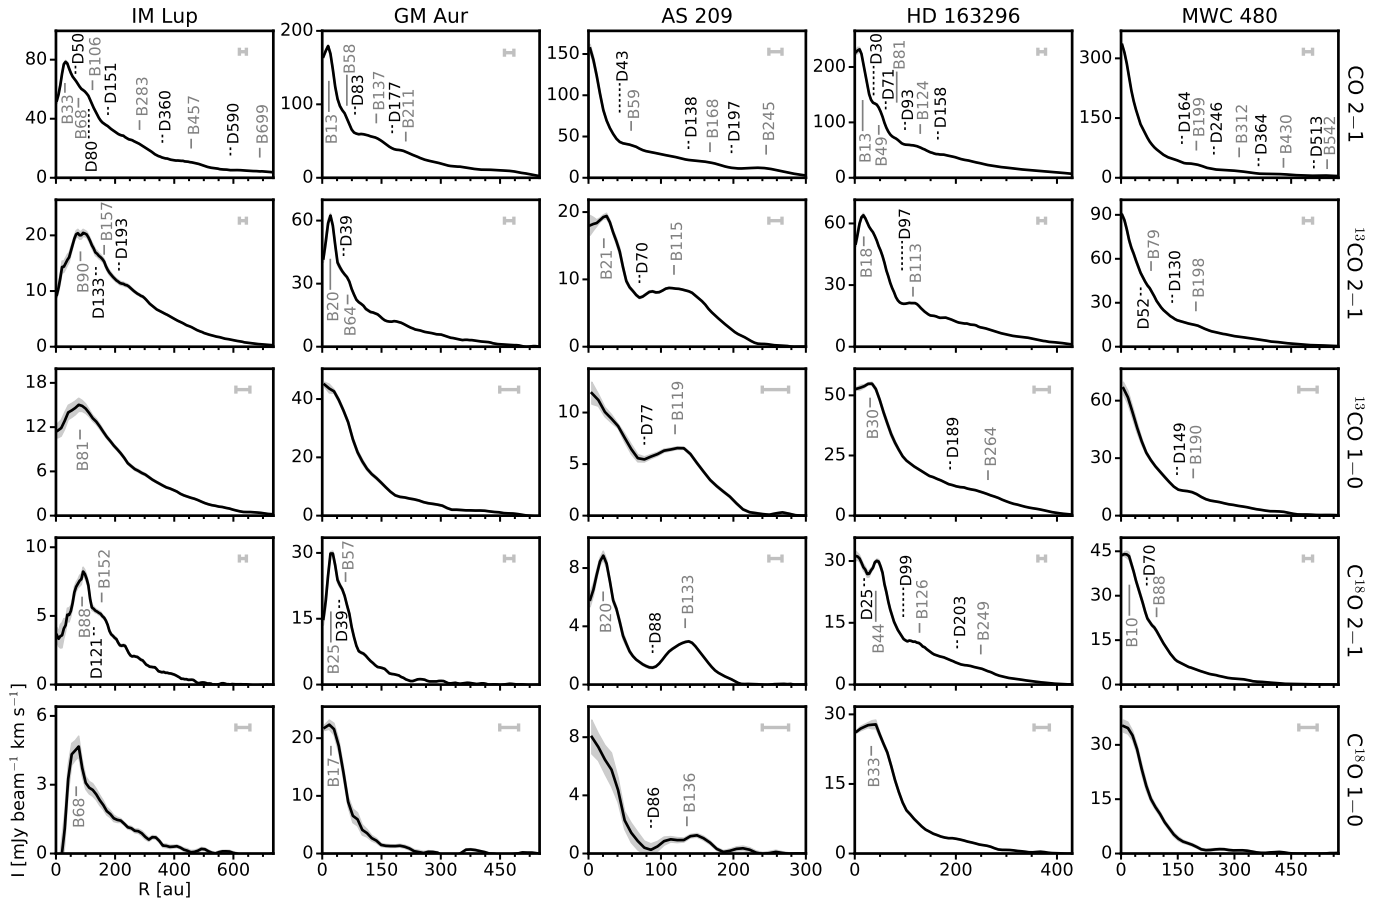 IM Lup GM Aur AS 209 HD 163296 MWC 480
80 40 0 B33 D50 B68 D80 B106 D151 B283 D360 B457 D590 B699
200 100 0 B13 B58 D83 B137 D177 B211
150 100 50 0 D43 B59 D138 B168 D197 B245
200 100 0 B13 D30 B49 D71 B81 D93 B124 D158
300 150 0 D164 B199 D246 B312 D364 B430 D513 B542
CO 2−1
20 10 0 B90 D133 B157 D193
60 30 0 B20 D39 B64
20 10 0 B21 D70 B115
60 30 0 B18 D97 B113
90 60 30 0 D52 B79 D130 B198
¹³CO 2−1
18 12 6 0 B81
40 20 0
10 5 0 D77 B119
50 25 0 B30 D189 B264
60 30 0 D149 B190
¹³CO 1−0
10 5 0 B88 D121 B152
30 15 0 B25 D39 B57
8 4 0 B20 D88 B133
30 15 0 D25 B44 D99 B126 D203 B249
45 30 15 0 B10 D70 B88
C¹⁸O 2−1
6 3 0 B68
20 10 0 B17
8 4 0 D86 B136
30 15 0 B33
30 15 0
C¹⁸O 1−0
I [mJy beam⁻¹ km s⁻¹]
0 200 400 600 0 150 300 450 0 100 200 300 0 200 400 0 150 300 450
R [au]